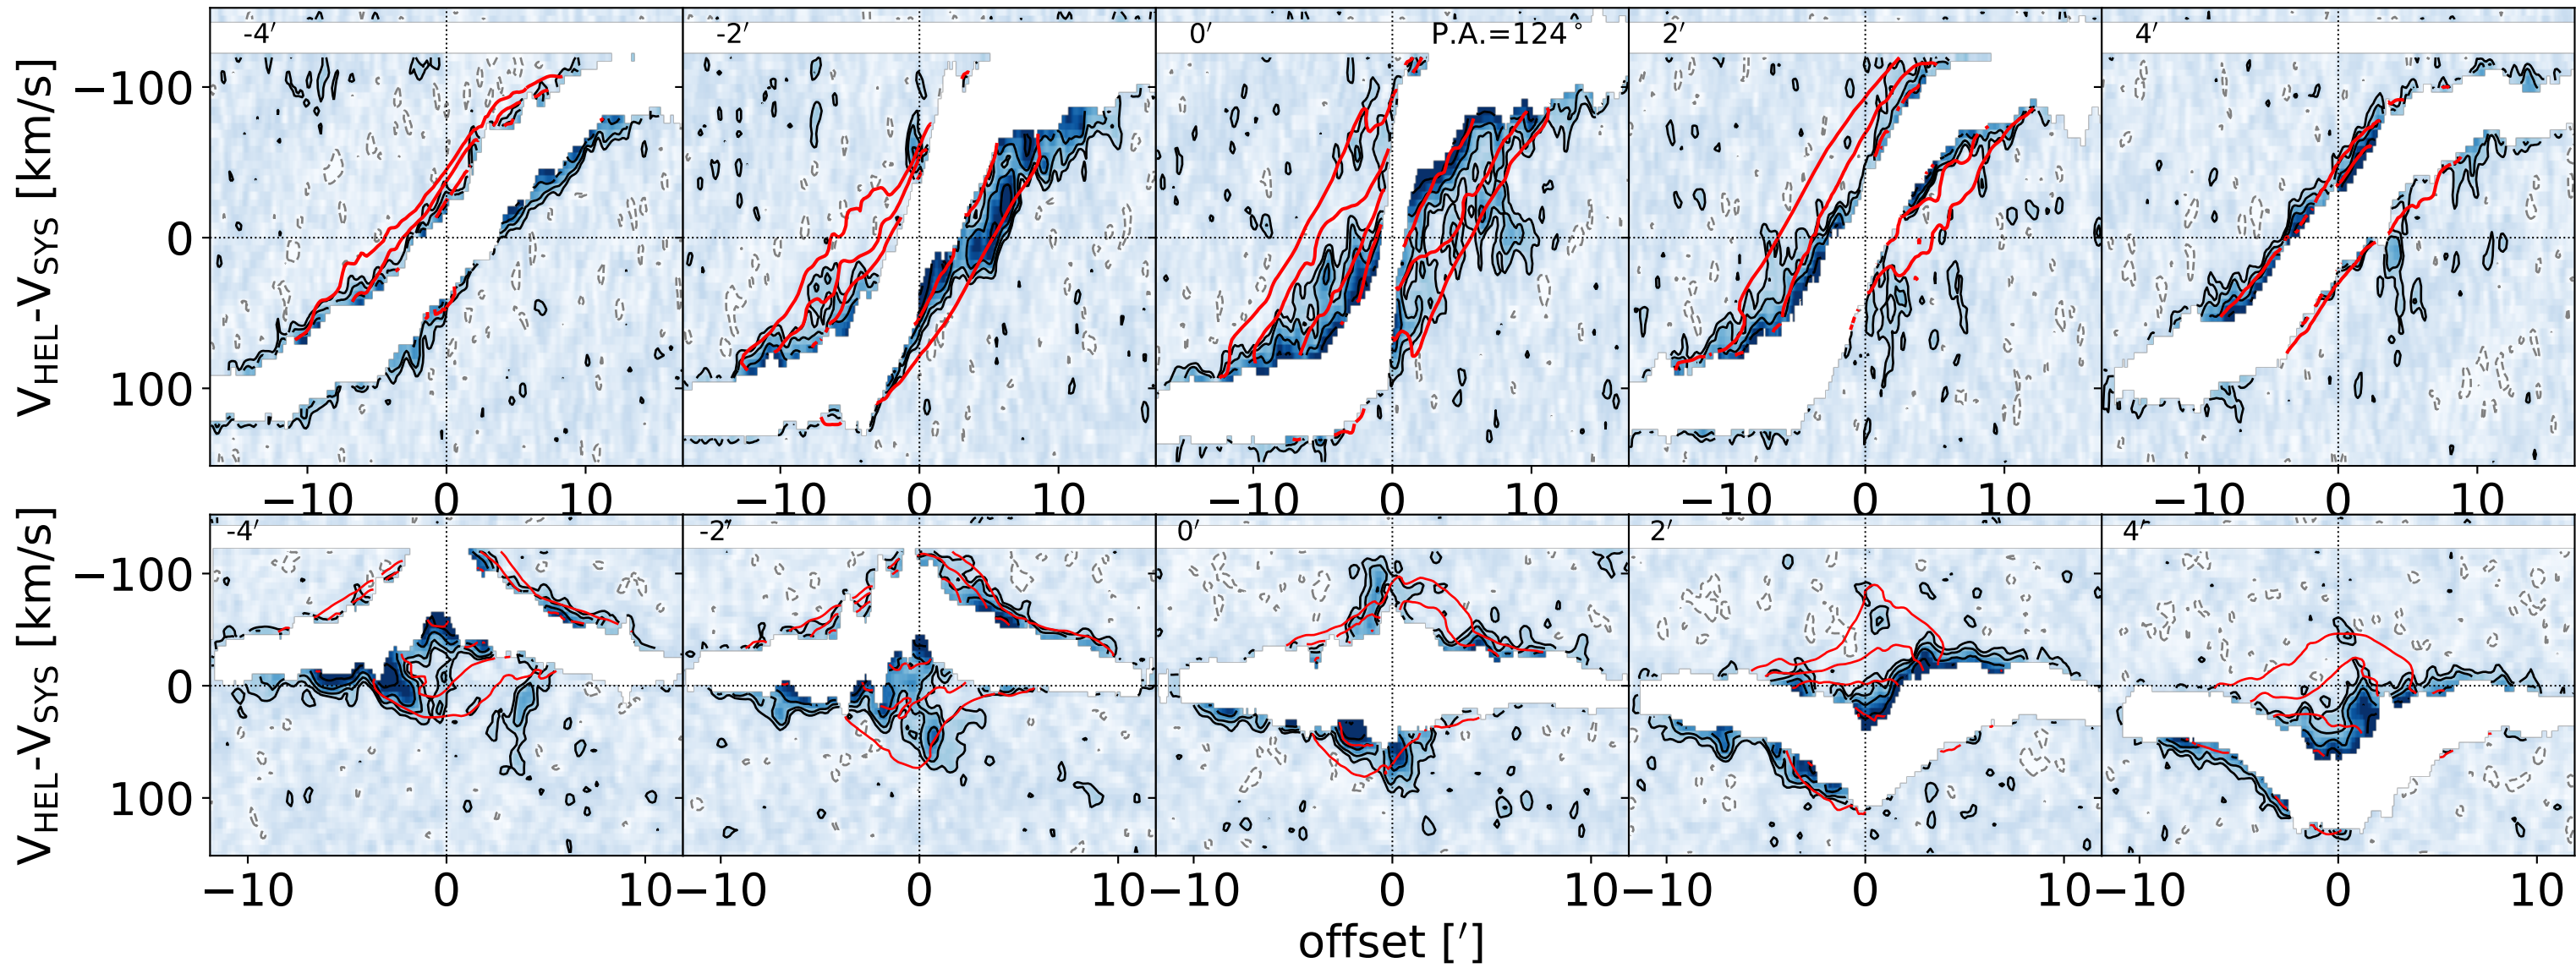 -4′ -2′ 0′ P.A.=124° 2′ 4′
V_HEL-V_SYS [km/s]
−100
0
100
−10 0 10 −10 0 10 −10 0 10 −10 0 10 −10 0 10
-4′ -2′ 0′ 2′ 4′
V_HEL-V_SYS [km/s]
−100
0
100
−10 0 10 −10 0 10 −10 0 10 −10 0 10 −10 0 10
offset [′]